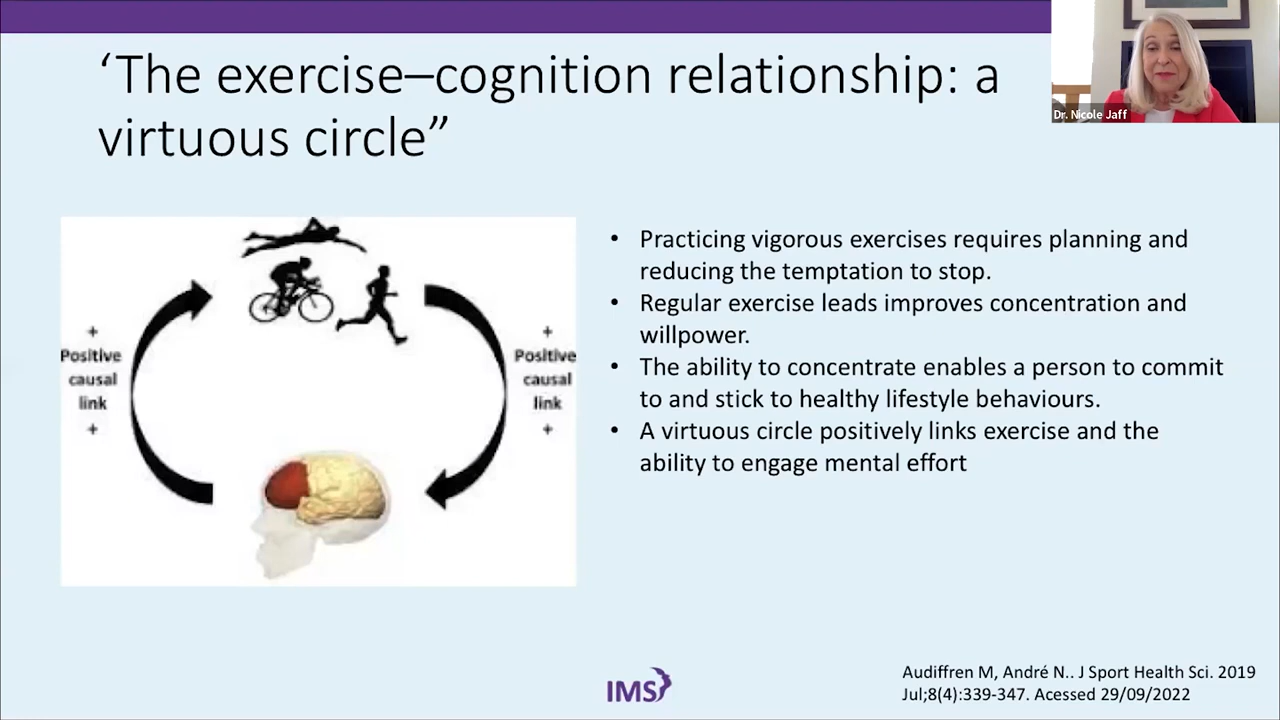 ‘The exercise–cognition relationship: a
virtuous circle”
Dr. Nicole Jaff
+
Positive
causal
link
+
+
Positive
causal
link
+
• Practicing vigorous exercises requires planning and
reducing the temptation to stop.
• Regular exercise leads improves concentration and
willpower.
• The ability to concentrate enables a person to commit
to and stick to healthy lifestyle behaviours.
• A virtuous circle positively links exercise and the
ability to engage mental effort
IMS
Audiffren M, André N.. J Sport Health Sci. 2019
Jul;8(4):339-347. Acessed 29/09/2022